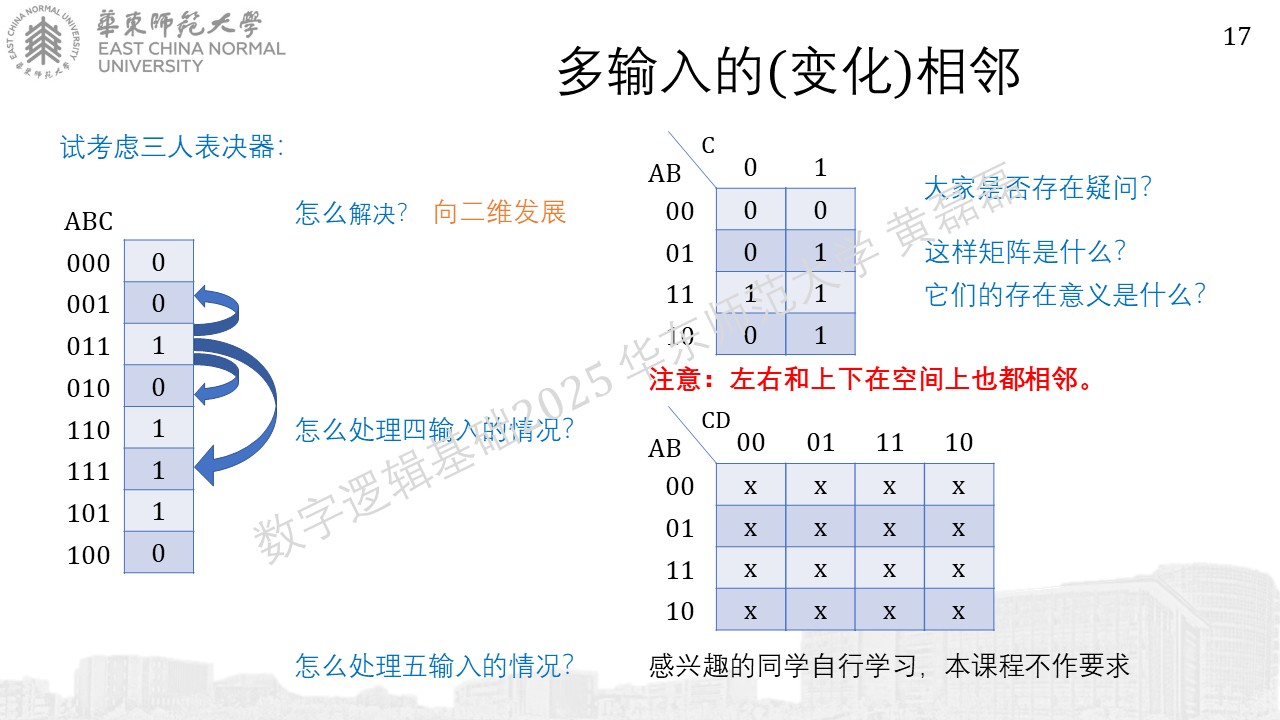 EAST CHINA NORMAL UNIVERSITY
華東師範大學
華東師範大學
EAST CHINA NORMAL
UNIVERSITY
17
多输入的(变化)相邻
试考虑三人表决器：
怎么解决？ 向二维发展
ABC
000 0
001 0
011 1
010 0
110 1
111 1
101 1
100 0
C
AB 0 1
00 0 0
01 0 1
11 1 1
10 0 1
大家是否存在疑问？
这样矩阵是什么？
它们的存在意义是什么？
注意：左右和上下在空间上也都相邻。
怎么处理四输入的情况？
CD
AB 00 01 11 10
00 x x x x
01 x x x x
11 x x x x
10 x x x x
怎么处理五输入的情况？
感兴趣的同学自行学习，本课程不作要求
数字逻辑基础2025 华东师范大学 黄磊磊